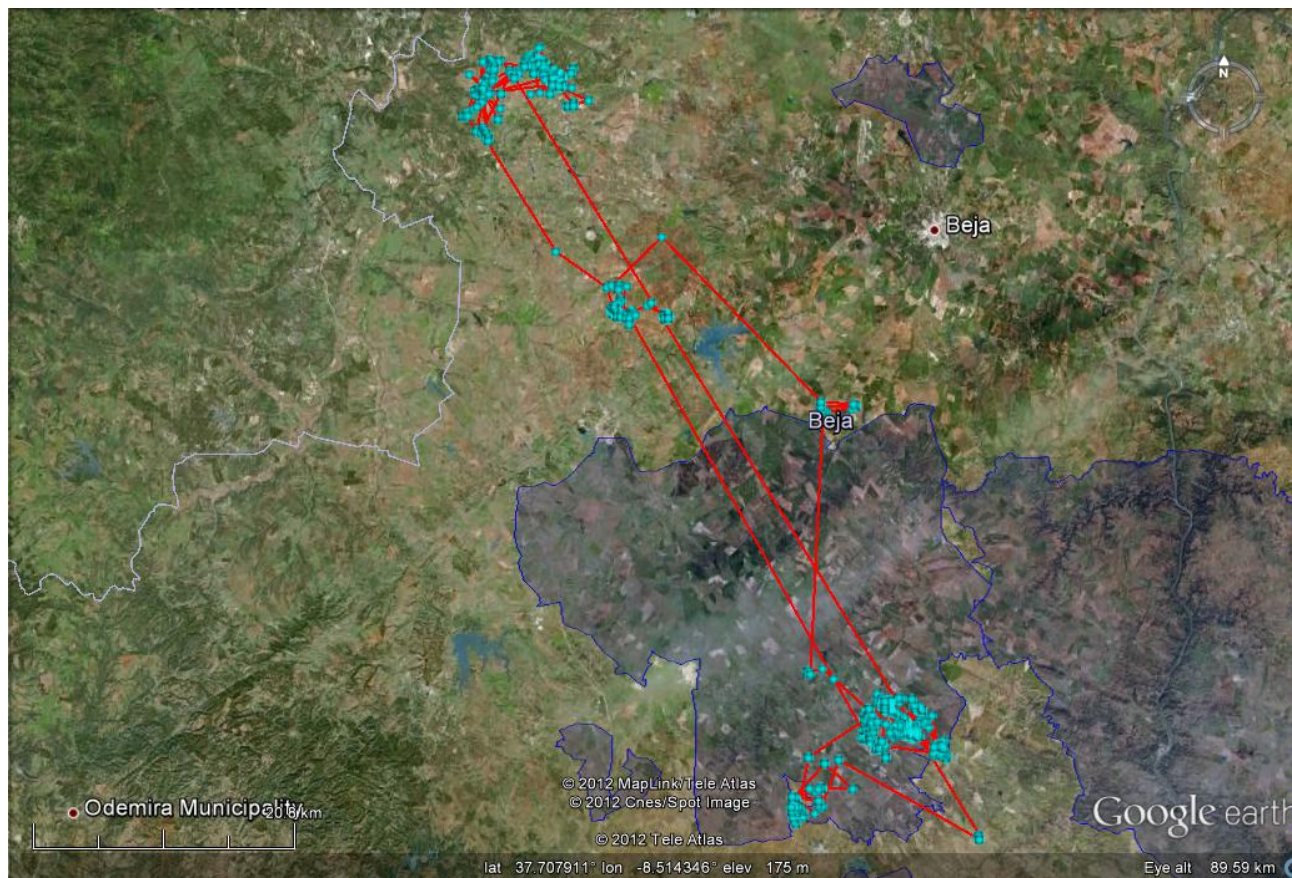 N
Beja
Beja
© 2012 MapLink/Tele Atlas
© 2012 Cnes/Spot Image
Odemira Municipality
20.8 km
© 2012 Tele Atlas
Google earth
lat 37.707911° lon -8.514346° elev 175 m
Eye alt 89.59 km